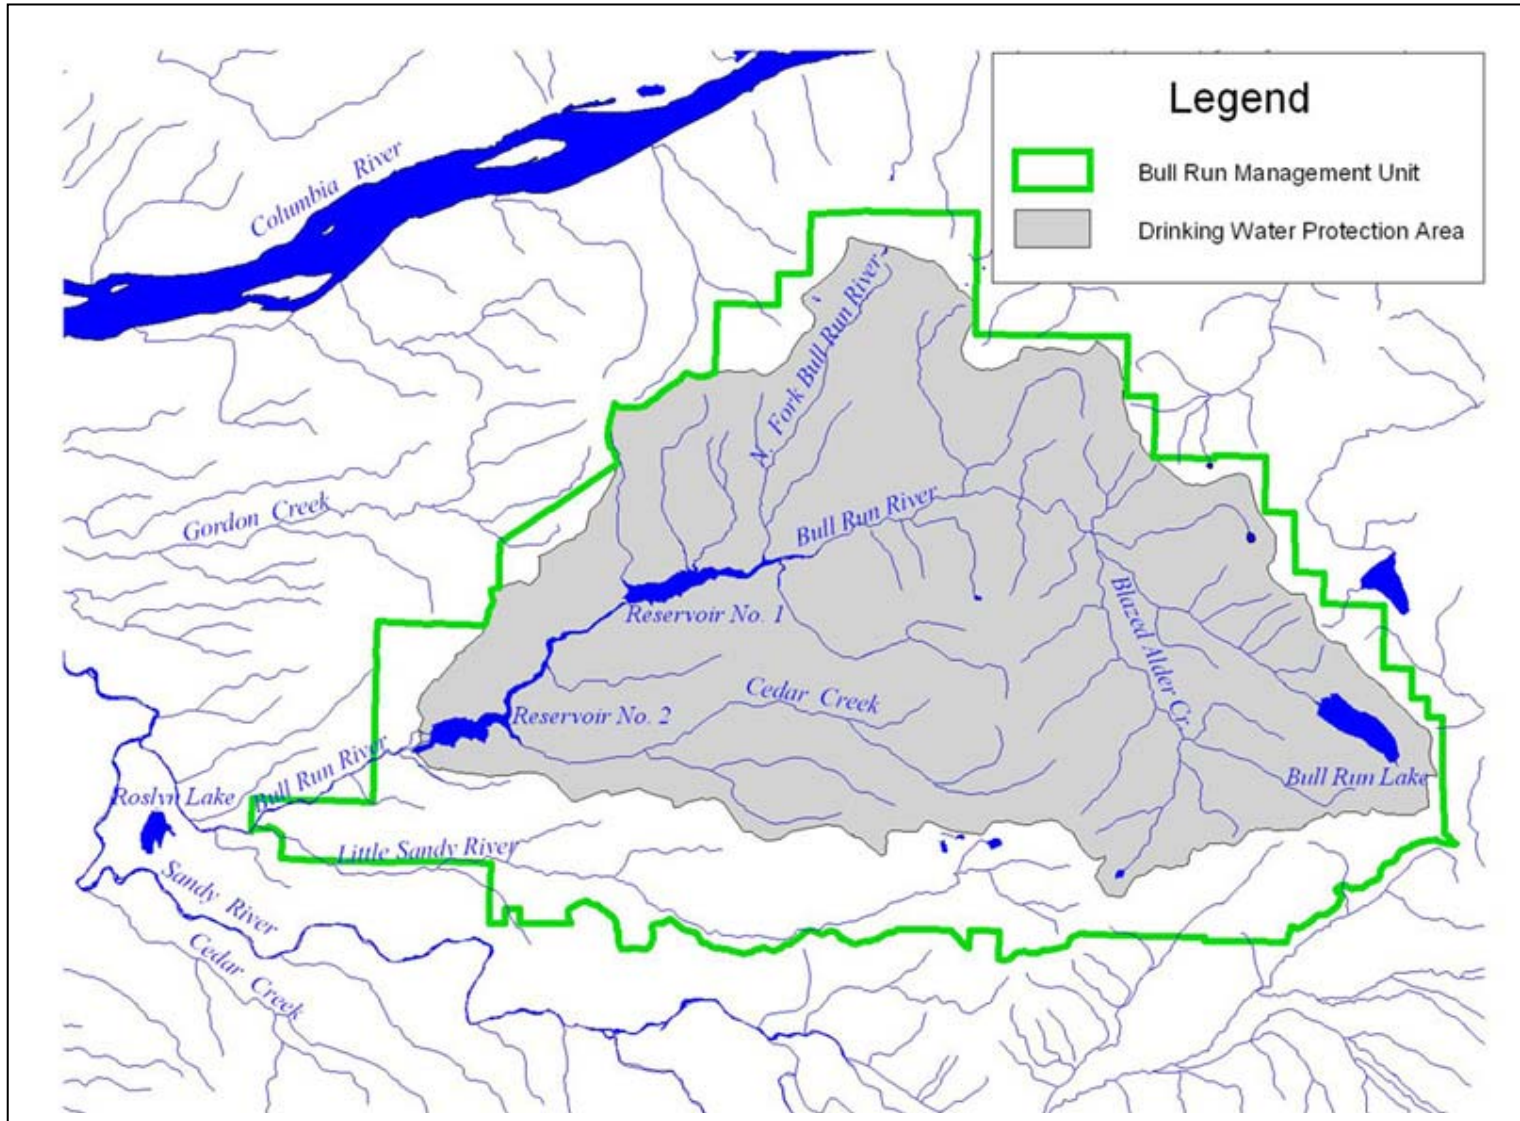 Legend
Bull Run Management Unit
Drinking Water Protection Area
Columbia River
N. Fork Bull Run River
Gordon Creek
Bull Run River
Reservoir No. 1
Blazed Alder Cr.
Cedar Creek
Reservoir No. 2
Bull Run River
Bull Run Lake
Roslyn Lake
Little Sandy River
Sandy River
Cedar Creek